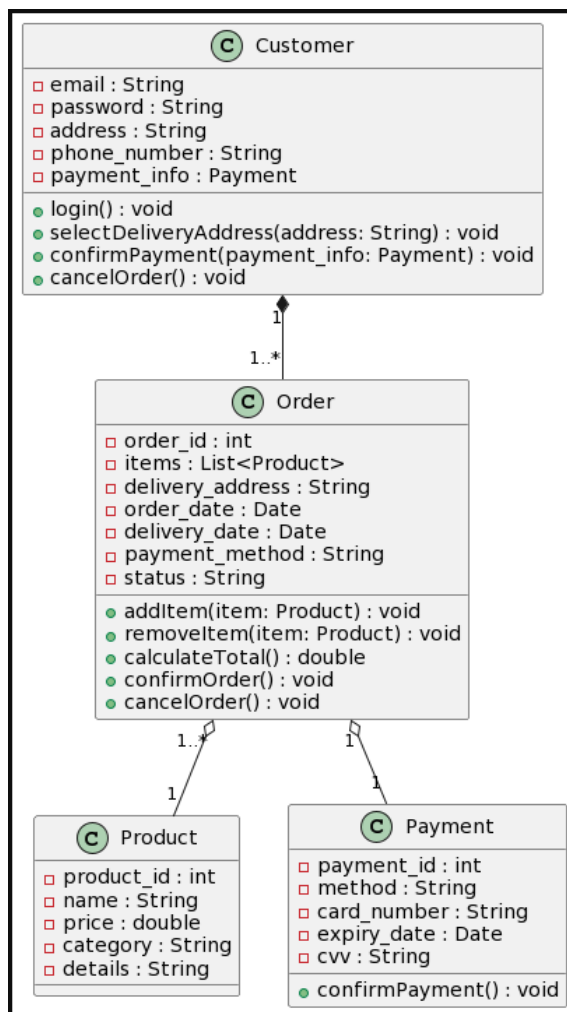 C Customer
email : String
password : String
address : String
phone_number : String
payment_info : Payment
login() : void
selectDeliveryAddress(address: String) : void
confirmPayment(payment_info: Payment) : void
cancelOrder() : void
1
1..*
C Order
order_id : int
items : List<Product>
delivery_address : String
order_date : Date
delivery_date : Date
payment_method : String
status : String
addItem(item: Product) : void
removeItem(item: Product) : void
calculateTotal() : double
confirmOrder() : void
cancelOrder() : void
1..*
1
1
1
C Product
product_id : int
name : String
price : double
category : String
details : String
C Payment
payment_id : int
method : String
card_number : String
expiry_date : Date
cvv : String
confirmPayment() : void